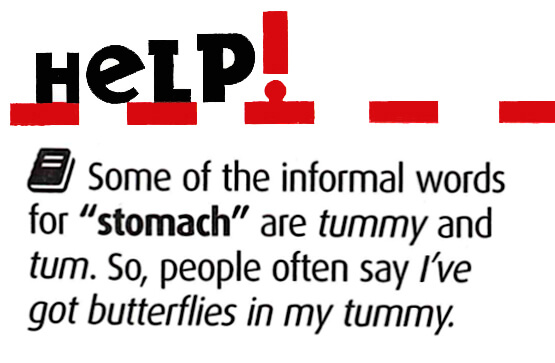 HeLP!
Some of the informal words
for “stomach” are tummy and
tum. So, people often say I’ve
got butterflies in my tummy.